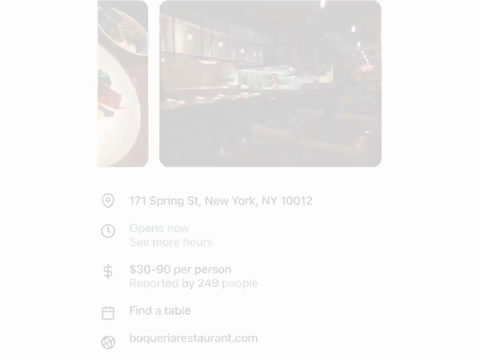 171 Spring St, New York, NY 10012
Opens now
See more hours
$30-90 per person
Reported by 249 people
Find a table
boqueriarestaurant.com